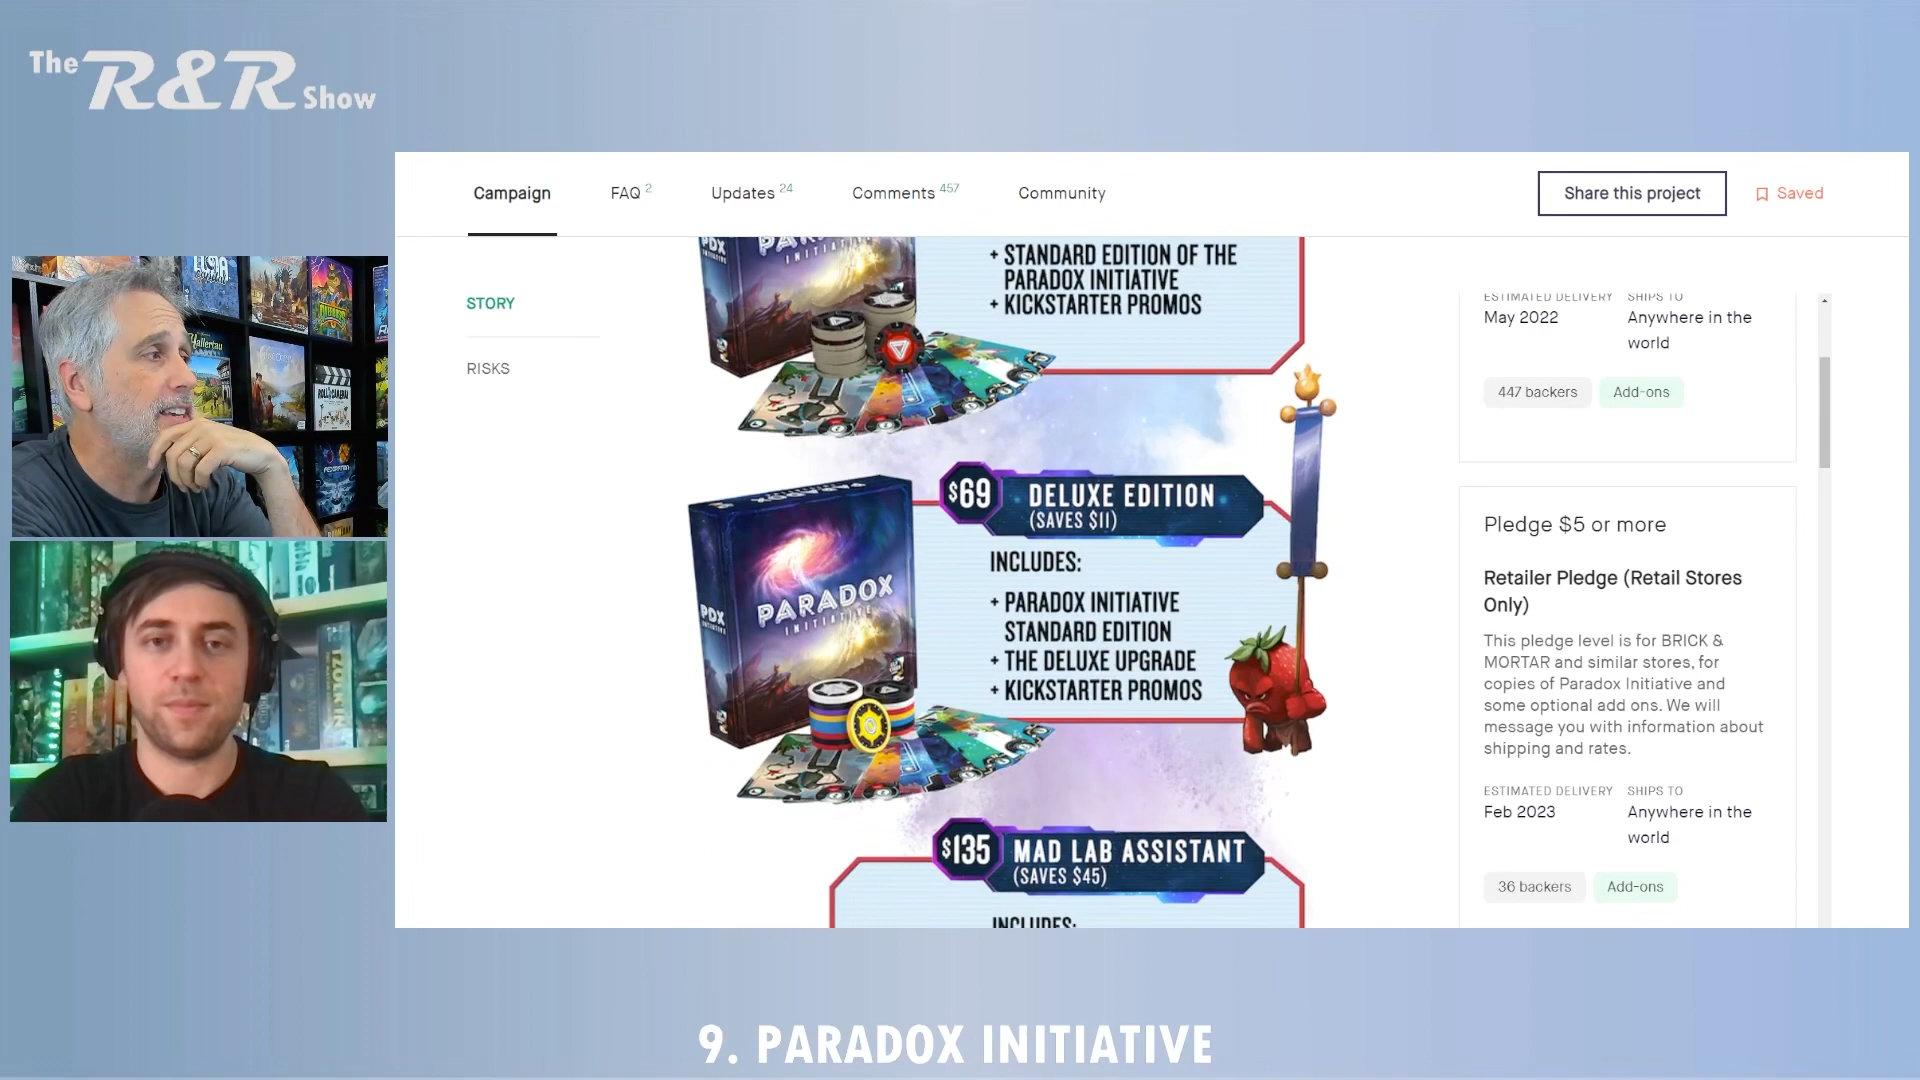 The R&R Show
Campaign
FAQ 2
Updates 24
Comments 457
Community
Share this project
Saved
STORY
RISKS
+ STANDARD EDITION OF THE
PARADOX INITIATIVE
+ KICKSTARTER PROMOS
$69
DELUXE EDITION
(SAVES $11)
INCLUDES:
+ PARADOX INITIATIVE
STANDARD EDITION
+ THE DELUXE UPGRADE
+ KICKSTARTER PROMOS
PARADOX
INITIATIVE
PDX
INITIATIVE
$135
MAD LAB ASSISTANT
(SAVES $45)
INCLUDES:
ESTIMATED DELIVERY
May 2022
SHIPS TO
Anywhere in the
world
447 backers
Add-ons
Pledge $5 or more
Retailer Pledge (Retail Stores
Only)
This pledge level is for BRICK &
MORTAR and similar stores, for
copies of Paradox Initiative and
some optional add ons. We will
message you with information about
shipping and rates.
ESTIMATED DELIVERY
Feb 2023
SHIPS TO
Anywhere in the
world
36 backers
Add-ons
Hallertau
TZOLK'IN
9. PARADOX INITIATIVE